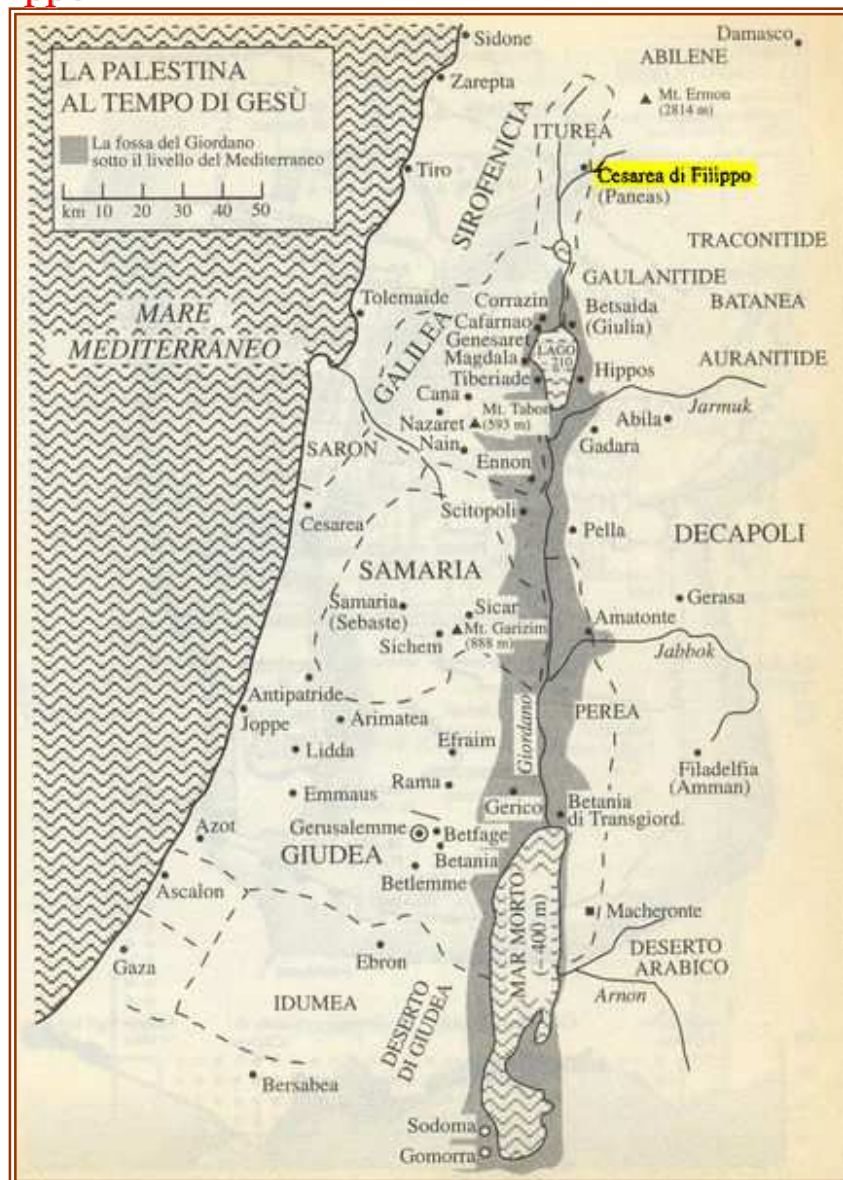 LA PALESTINA
AL TEMPO DI GESÙ
La fossa del Giordano
sotto il livello del Mediterraneo
km 10 20 30 40 50
MARE
MEDITERRANEO
Sidone
Damasco
ABILENE
Zarepta
Mt. Ermon
(2814 m)
SIROFENICIA
ITUREA
Tiro
Cesarea di Filippo
(Paneas)
TRACONITIDE
GAULANITIDE
Tolemaide
Corrazin
Betsaida
(Giulia)
BATANEA
Cafarnao
Genesaret
GALILEA
Magdala
LAGO
-210
AURANITIDE
Tiberiade
Hippos
Cana
Mt. Tabor
(593 m)
Nazaret
Abila
Jarmuk
Gadara
Nain
SARON
Ennon
Cesarea
Scitopoli
Pella
DECAPOLI
SAMARIA
Samaria
(Sebaste)
Sicar
Gerasa
Mt. Garizim
(888 m)
Sichem
Amatonte
Jabbok
Antipatride
Joppe
Arimatea
Giordano
PEREA
Lidda
Efraim
Filadelfia
(Amman)
Rama
Emmaus
Gerico
Betania
di Transgiord.
Azot
Gerusalemme
Betfage
GIUDEA
Betania
Ascalon
Betlemme
MAR MORTO
(−400 m)
Macheronte
Gaza
Ebron
DESERTO
ARABICO
IDUMEA
DESERTO
DI GIUDEA
Arnon
Bersabea
Sodoma
Gomorra